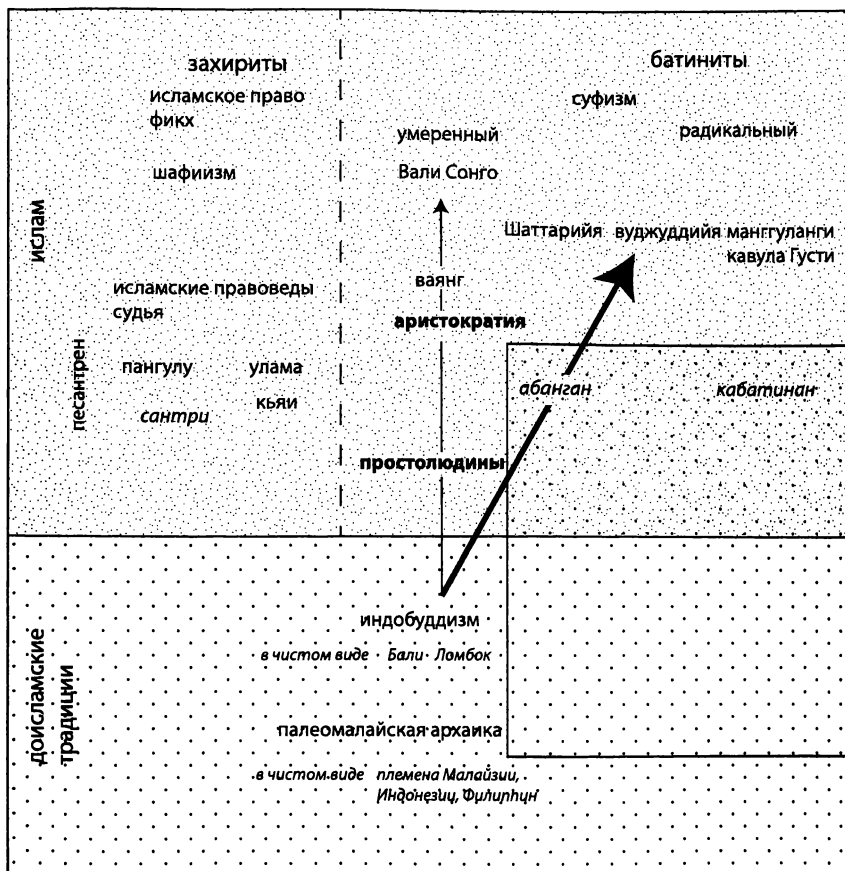 захириты
исламское право
фикх
шафиизм
исламские правоведы
судья
пангулу улама
сантри кьяи
песантрен
ислам
батиниты
суфизм
умеренный
радикальный
Вали Сонго
Шаттарийя вуджуддийя манггуланги
кавула Густи
ваянг
аристократия
абанган
кабатинан
простолюдины
доисламские
традиции
индобуддизм
в чистом виде Бали Ломбок
палеомалайская архаика
в чистом виде племена Малайзии,
Индонезии, Филиппин